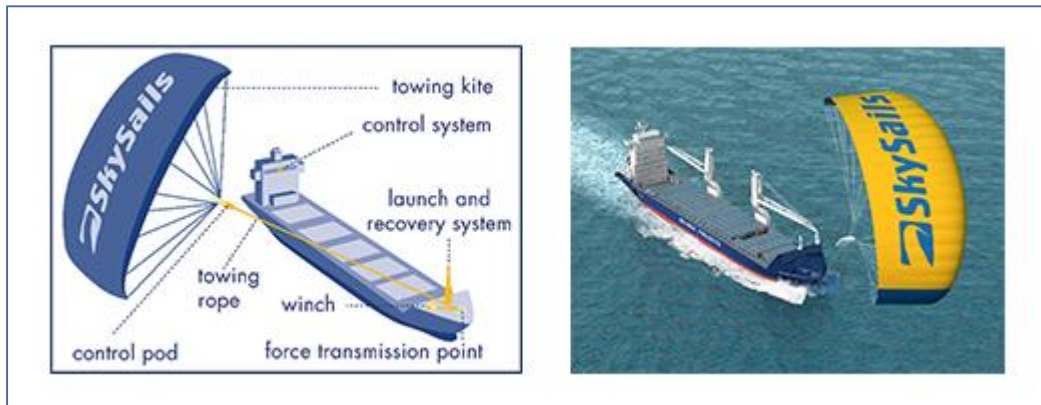 SkySails
towing kite
control system
launch and
recovery system
towing
rope
winch
control pod
force transmission point
SkySails